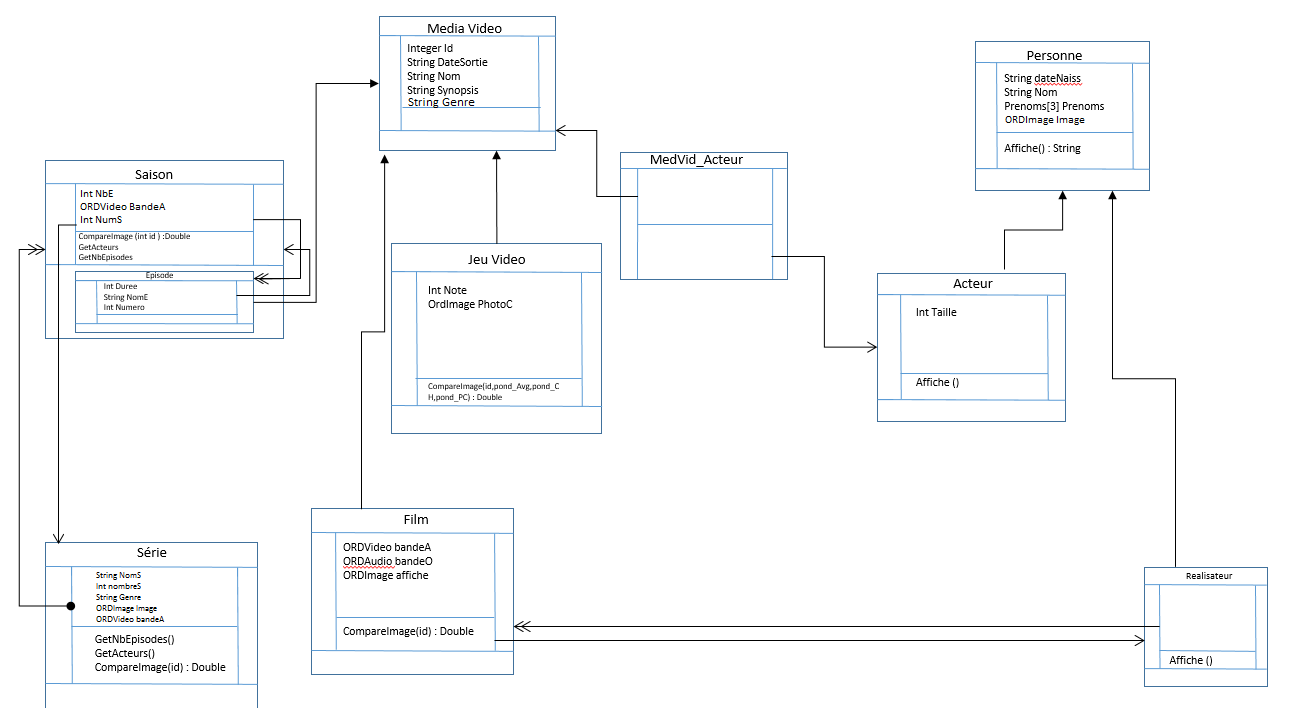 Media Video
Integer Id
String DateSortie
String Nom
String Synopsis
String Genre
Personne
String dateNaiss
String Nom
Prenoms[3] Prenoms
ORDImage Image
Affiche() : String
MedVid_Acteur
Saison
Int NbE
ORDVideo BandeA
Int NumS
CompareImage (int id ) :Double
GetActeurs
GetNbEpisodes
Episode
Int Duree
String NomE
Int Numero
Jeu Video
Int Note
OrdImage PhotoC
CompareImage(id,pond_Avg,pond_C
H,pond_PC) : Double
Acteur
Int Taille
Affiche ()
Film
ORDVideo bandeA
ORDAudio bandeO
ORDImage affiche
CompareImage(id) : Double
Série
String NomS
Int nombreS
String Genre
ORDImage Image
ORDVideo bandeA
GetNbEpisodes()
GetActeurs()
CompareImage(id) : Double
Realisateur
Affiche ()